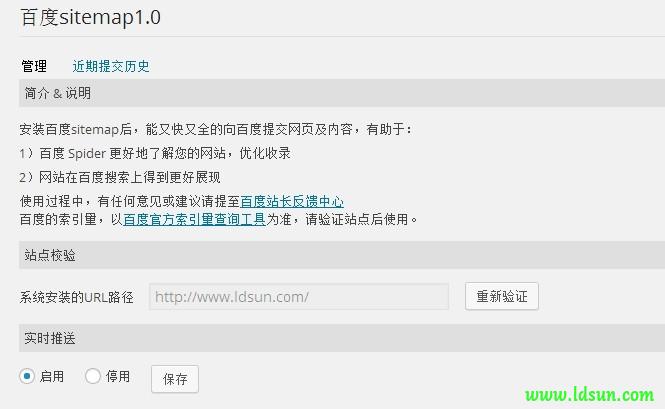 百度sitemap1.0
管理 近期提交历史
简介 & 说明
安装百度sitemap后，能又快又全的向百度提交网页及内容，有助于：
1）百度 Spider 更好地了解您的网站，优化收录
2）网站在百度搜索上得到更好展现
使用过程中，有任何意见或建议请提至百度站长反馈中心
百度的索引量，以百度官方索引量查询工具为准，请验证站点后使用。
站点校验
系统安装的URL路径 http://www.ldsun.com/ 重新验证
实时推送
启用 停用 保存
www.ldsun.com